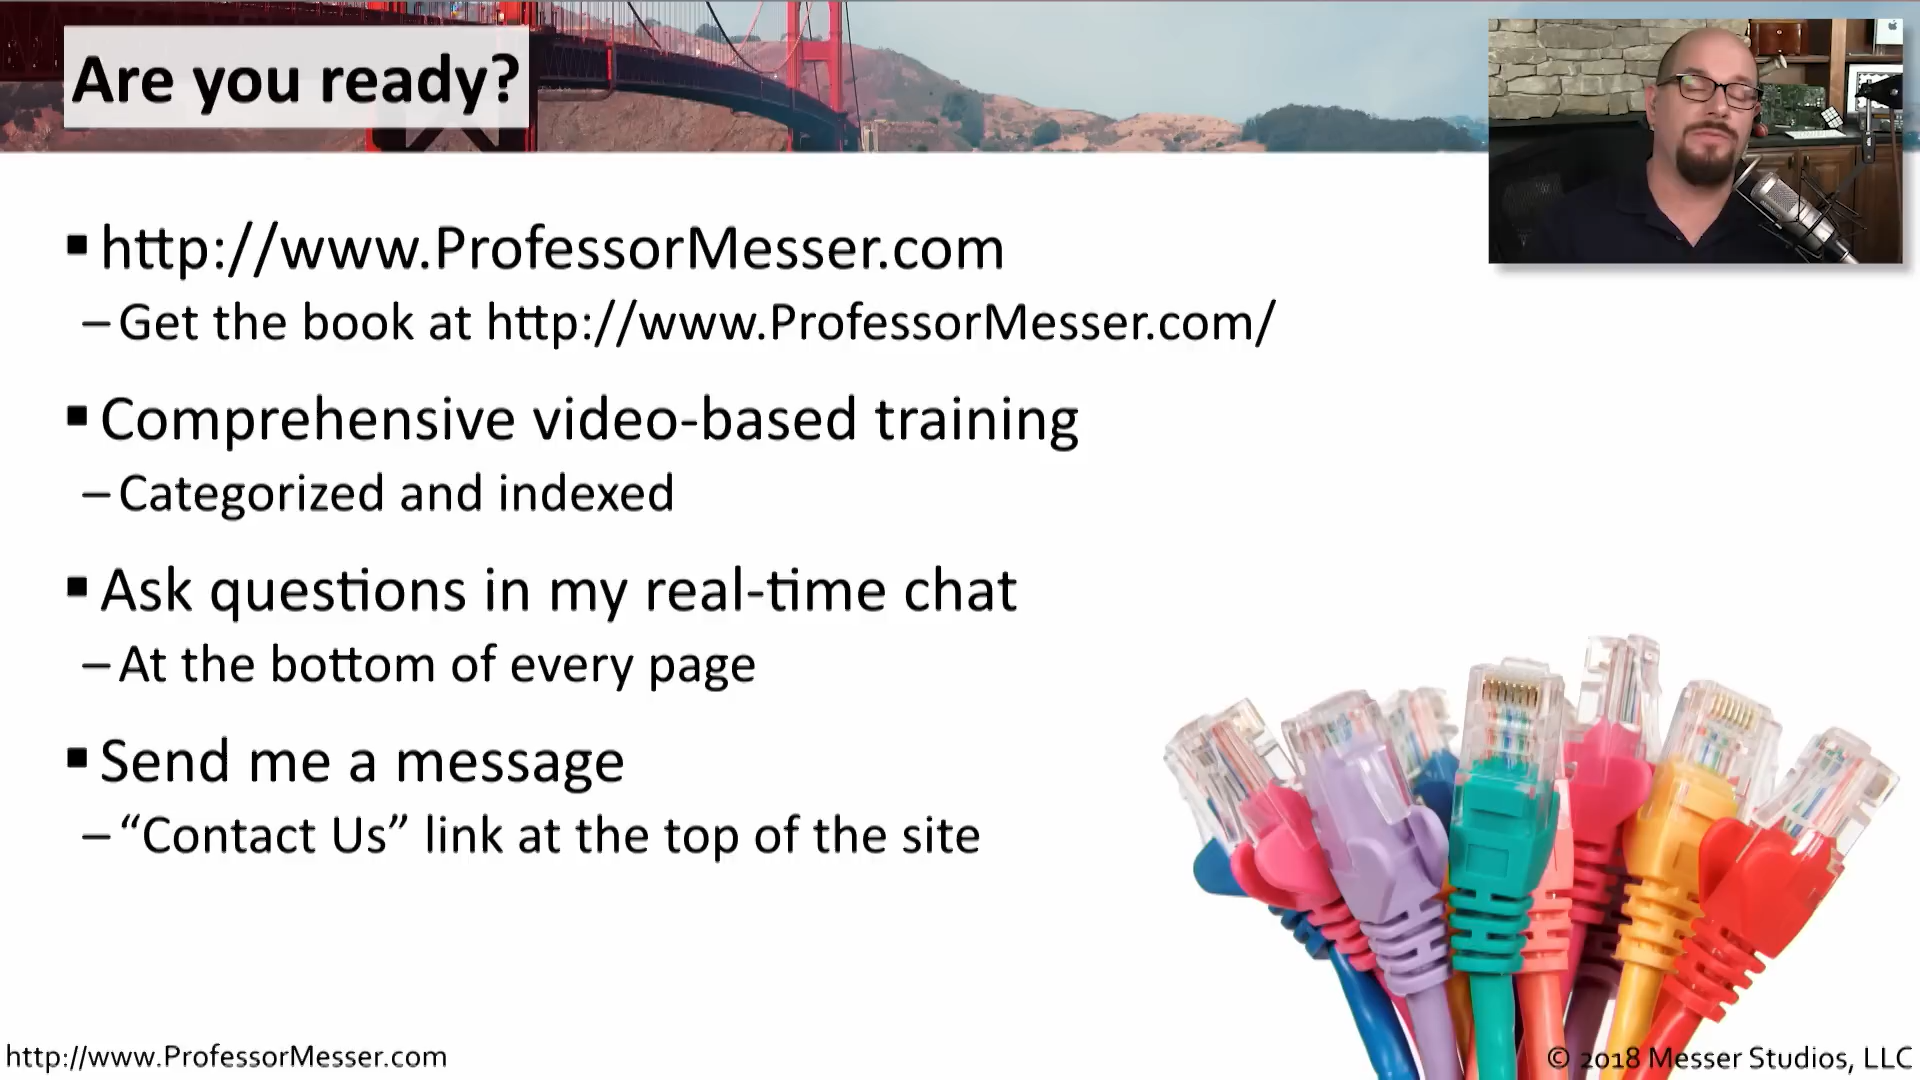 Are you ready?
▪ http://www.ProfessorMesser.com
– Get the book at http://www.ProfessorMesser.com/
▪ Comprehensive video-based training
– Categorized and indexed
▪ Ask questions in my real-time chat
– At the bottom of every page
▪ Send me a message
– “Contact Us” link at the top of the site
http://www.ProfessorMesser.com
© 2018 Messer Studios, LLC